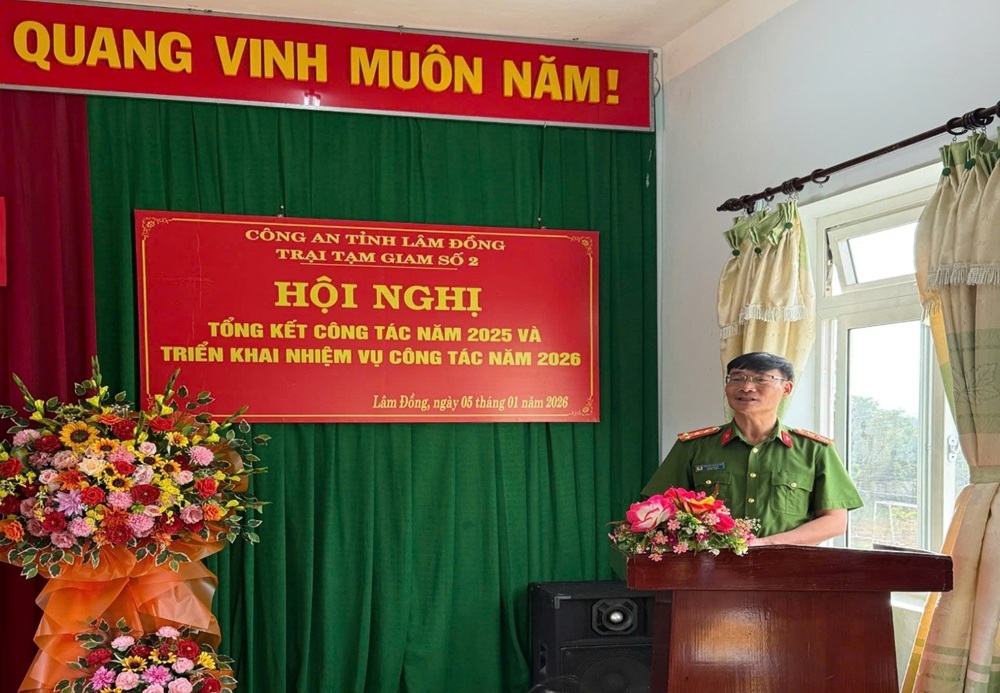 QUANG VINH MUÔN NĂM!
CÔNG AN TỈNH LÂM ĐỒNG
TRẠI TẠM GIAM SỐ 2
HỘI NGHỊ
TỔNG KẾT CÔNG TÁC NĂM 2025 VÀ
TRIỂN KHAI NHIỆM VỤ CÔNG TÁC NĂM 2026
Lâm Đồng, ngày 05 tháng 01 năm 2026